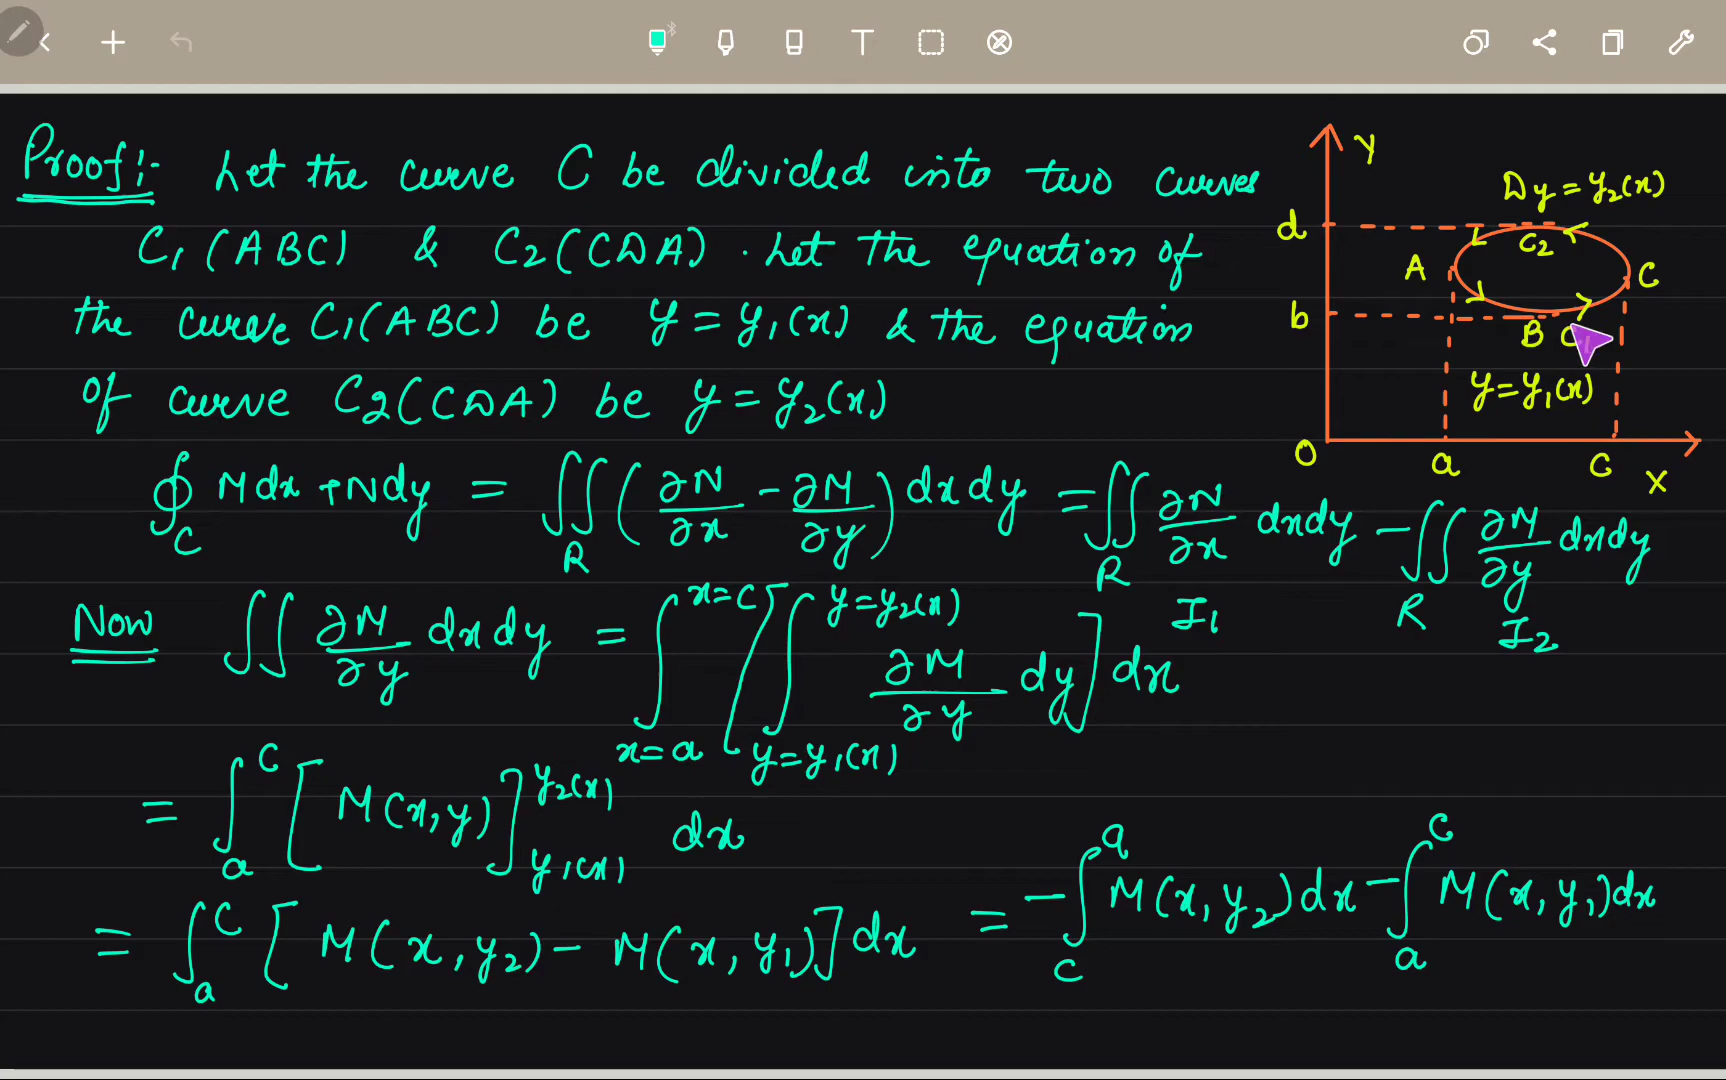 Proof:- Let the curve C be divided into two curves
C₁(ABC) & C₂(CDA). Let the equation of
the curve C₁(ABC) be y = y₁(x) & the equation
of curve C₂(CDA) be y = y₂(x)
∮_C Mdx + Ndy = ∬_R (∂N/∂x - ∂M/∂y) dxdy = ∬_R ∂N/∂x dxdy - ∬_R ∂M/∂y dxdy
I₁ I₂
Now ∬ ∂M/∂y dxdy = ∫_{x=a}^{x=c} [∫_{y=y₁(x)}^{y=y₂(x)} ∂M/∂y dy] dx
= ∫_a^c [M(x,y)]_{y₁(x)}^{y₂(x)} dx
= ∫_a^c [M(x,y₂) - M(x,y₁)] dx = -∫_c^a M(x,y₂)dx - ∫_a^c M(x,y₁)dx
Y
D y = y₂(x)
d
C₂
A C
b
B
y = y₁(x)
O a c X
T